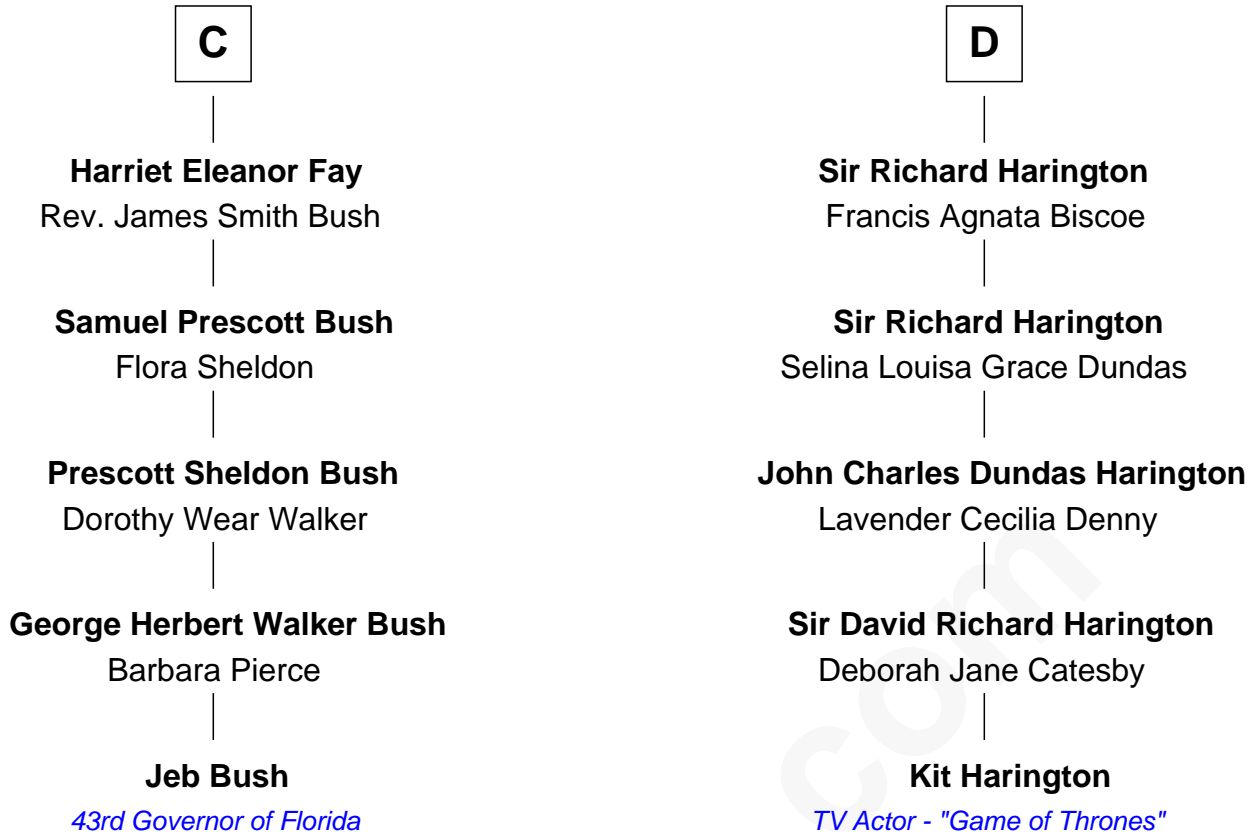 C
Harriet Eleanor Fay
Rev. James Smith Bush
Samuel Prescott Bush
Flora Sheldon
Prescott Sheldon Bush
Dorothy Wear Walker
George Herbert Walker Bush
Barbara Pierce
Jeb Bush
43rd Governor of Florida
D
Sir Richard Harington
Francis Agnata Biscoe
Sir Richard Harington
Selina Louisa Grace Dundas
John Charles Dundas Harington
Lavender Cecilia Denny
Sir David Richard Harington
Deborah Jane Catesby
Kit Harington
TV Actor - "Game of Thrones"
com